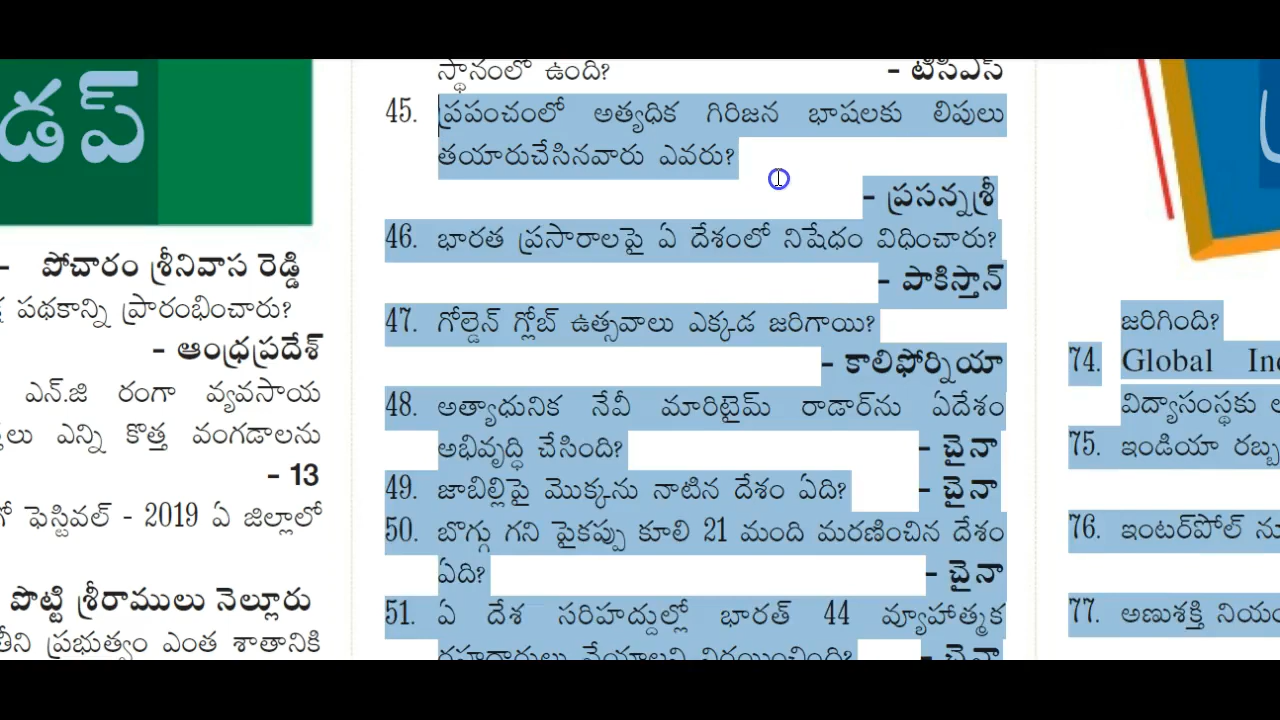 డప్
– పోచారం శ్రీనివాస రెడ్డి
పథకాన్ని ప్రారంభించారు?
- ఆంధ్రప్రదేశ్
ఎన్.జి రంగా వ్యవసాయ
ఎన్ని కొత్త వంగడాలను
- 13
ఫెస్టివల్ - 2019 ఏ జిల్లాలో
పొట్టి శ్రీరాములు నెల్లూరు
ప్రభుత్వం ఎంత శాతానికి
స్థానంలో ఉంది? - టీసీఎస్
45. ప్రపంచంలో అత్యధిక గిరిజన భాషలకు లిపులు
తయారుచేసినవారు ఎవరు?
- ప్రసన్నశ్రీ
46. భారత ప్రసారాలపై ఏ దేశంలో నిషేధం విధించారు?
- పాకిస్తాన్
47. గోల్డెన్ గ్లోబ్ ఉత్సవాలు ఎక్కడ జరిగాయి?
- కాలిఫోర్నియా
48. అత్యాధునిక నేవీ మారిటైమ్ రాడార్‌ను ఏదేశం
అభివృద్ధి చేసింది? - చైనా
49. జాబిల్లిపై మొక్కను నాటిన దేశం ఏది? - చైనా
50. బొగ్గు గని పైకప్పు కూలి 21 మంది మరణించిన దేశం
ఏది? - చైనా
51. ఏ దేశ సరిహద్దుల్లో భారత్ 44 వ్యూహాత్మక
- చైనా
జరిగింది?
74. Global
విద్యాసంస్థకు
75. ఇండియా
76. ఇంటర్‌పోల్
77. అణుశక్తి